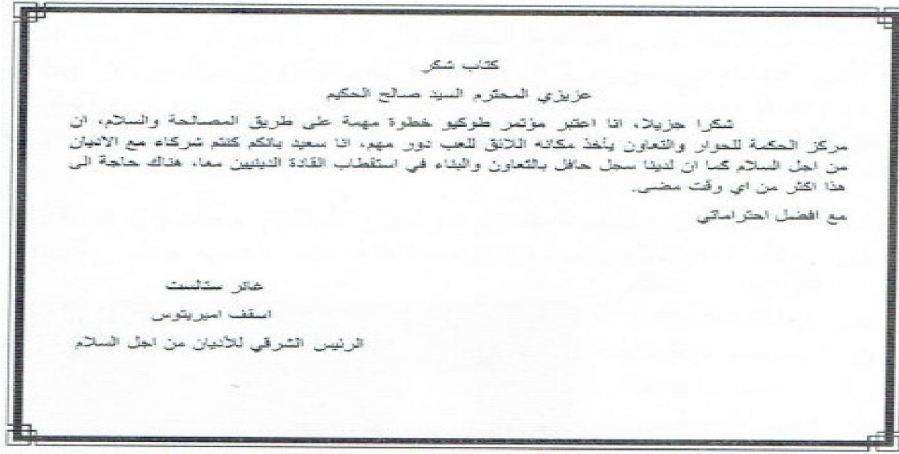 كتاب شكر
عزيزي المحترم السيد صالح الحكيم
شكرا جزيلا، انا اعتبر مؤتمر طوكيو خطوة مهمة على طريق المصالحة والسلام، ان
مركز الحكمة للحوار والتعاون يأخذ مكانه اللائق للعب دور مهم، انا سعيد بانكم كنتم شركاء مع الاديان
من اجل السلام كما ان لدينا سجل حافل بالتعاون والبناء في استقطاب القادة الدينيين معا، هناك حاجة الى
هذا اكثر من اي وقت مضى.
مع افضل احتراماتي
غانر ستالست
اسقف اميريتوس
الرئيس الشرقي للأديان من اجل السلام